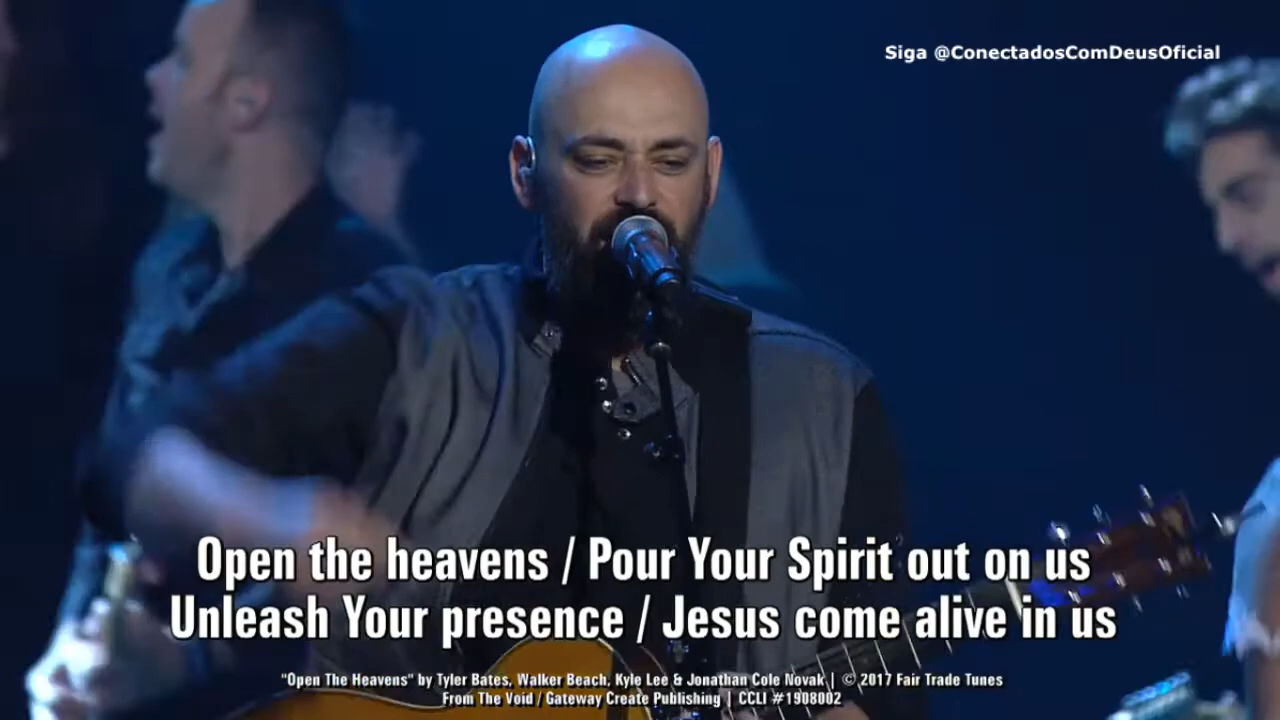 Siga @ConectadosComDeusOficial
Open the heavens / Pour Your Spirit out on us
Unleash Your presence / Jesus come alive in us
"Open The Heavens" by Tyler Bates, Walker Beach, Kyle Lee & Jonathan Cole Novak | © 2017 Fair Trade Tunes
From The Void / Gateway Create Publishing | CCLI #1908002